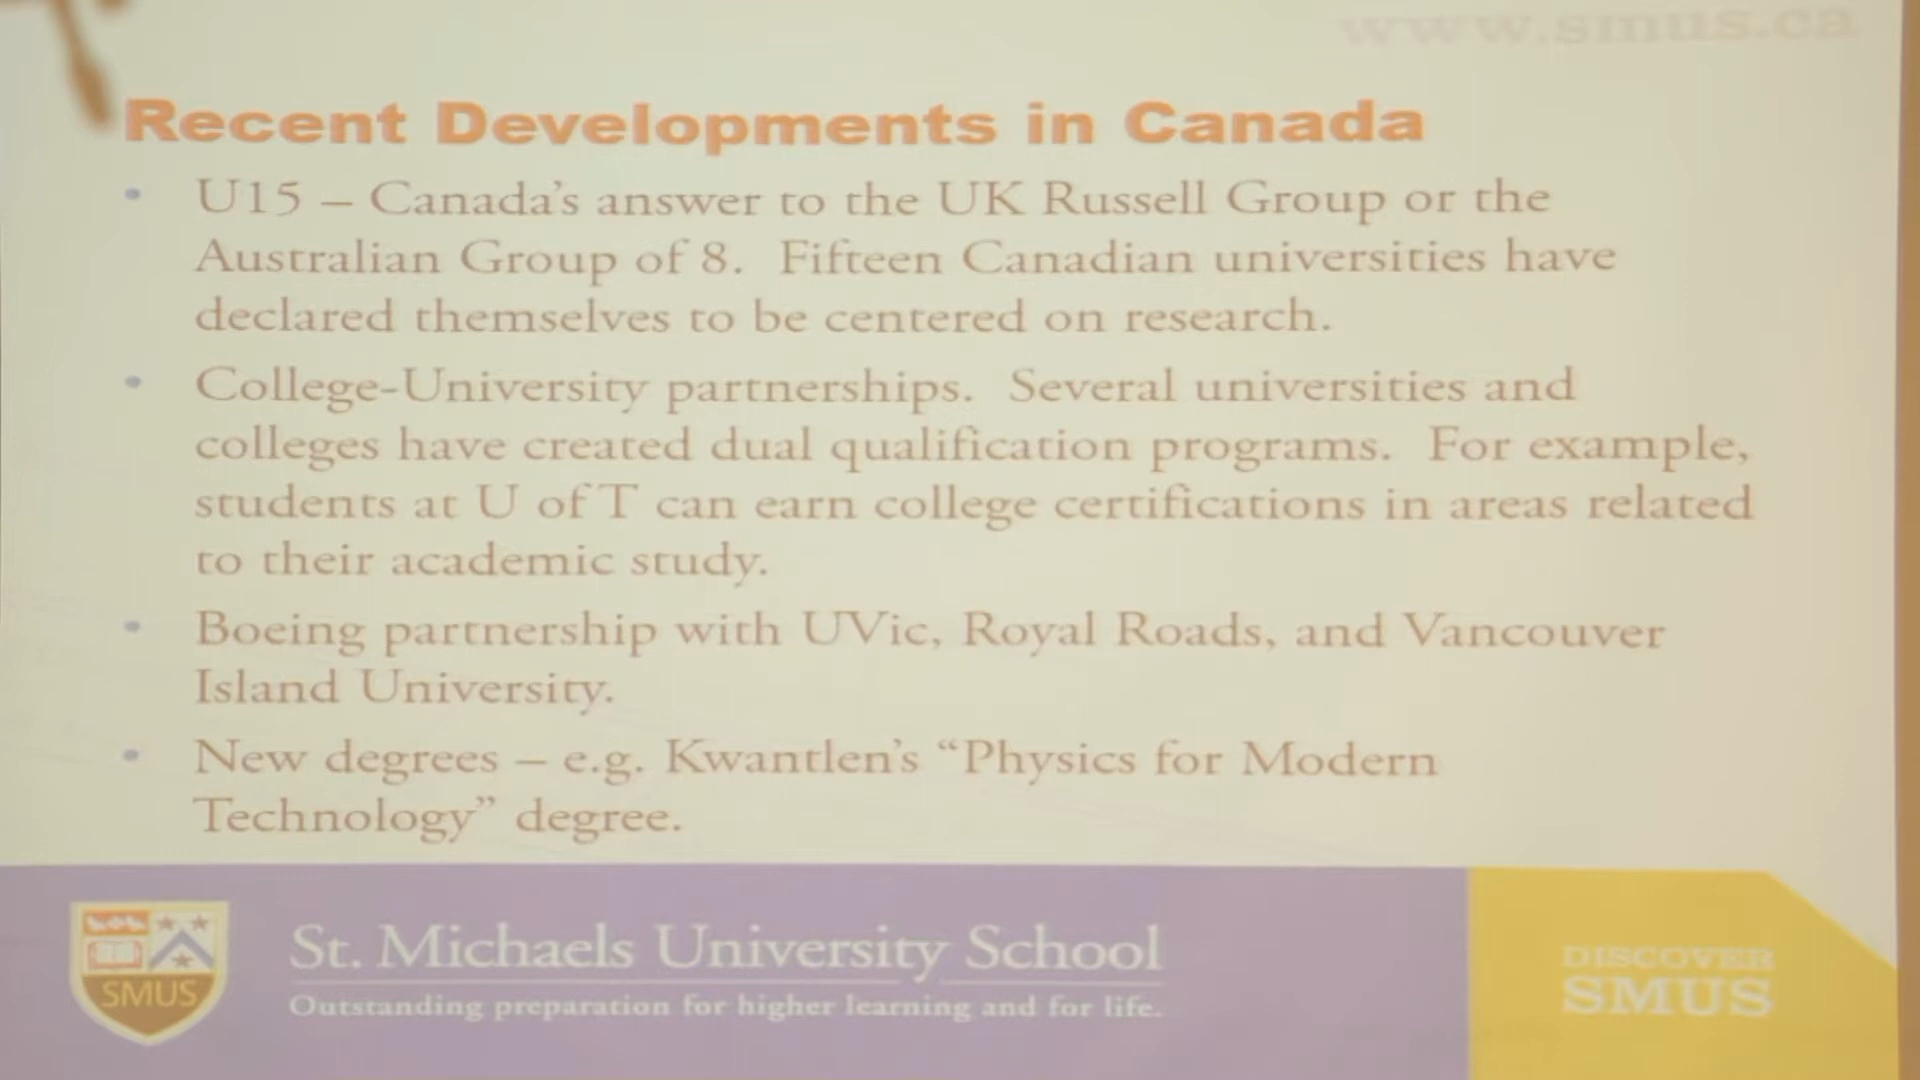 www.smus.ca
Recent Developments in Canada
• U15 – Canada's answer to the UK Russell Group or the
Australian Group of 8. Fifteen Canadian universities have
declared themselves to be centered on research.
• College-University partnerships. Several universities and
colleges have created dual qualification programs. For example,
students at U of T can earn college certifications in areas related
to their academic study.
• Boeing partnership with UVic, Royal Roads, and Vancouver
Island University.
• New degrees – e.g. Kwantlen's “Physics for Modern
Technology” degree.
SMUS
St. Michaels University School
Outstanding preparation for higher learning and for life.
DISCOVER
SMUS